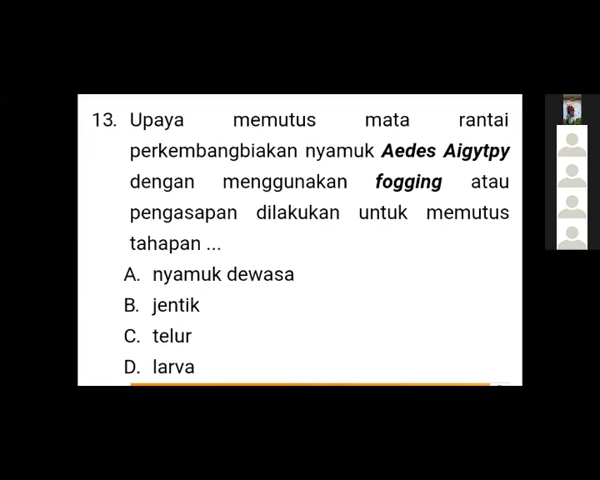 13. Upaya memutus mata rantai
perkembangbiakan nyamuk Aedes Aigytpy
dengan menggunakan fogging atau
pengasapan dilakukan untuk memutus
tahapan ...
A. nyamuk dewasa
B. jentik
C. telur
D. larva